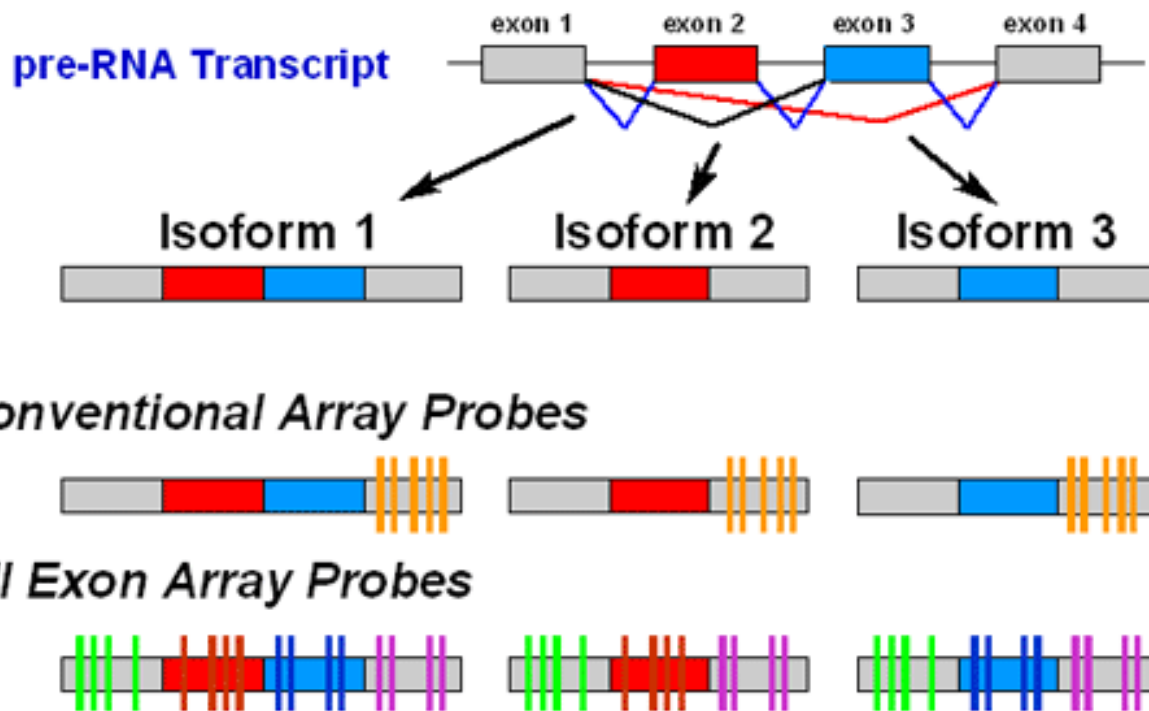 exon 1 exon 2 exon 3 exon 4
pre-RNA Transcript
Isoform 1 Isoform 2 Isoform 3
onventional Array Probes
ll Exon Array Probes